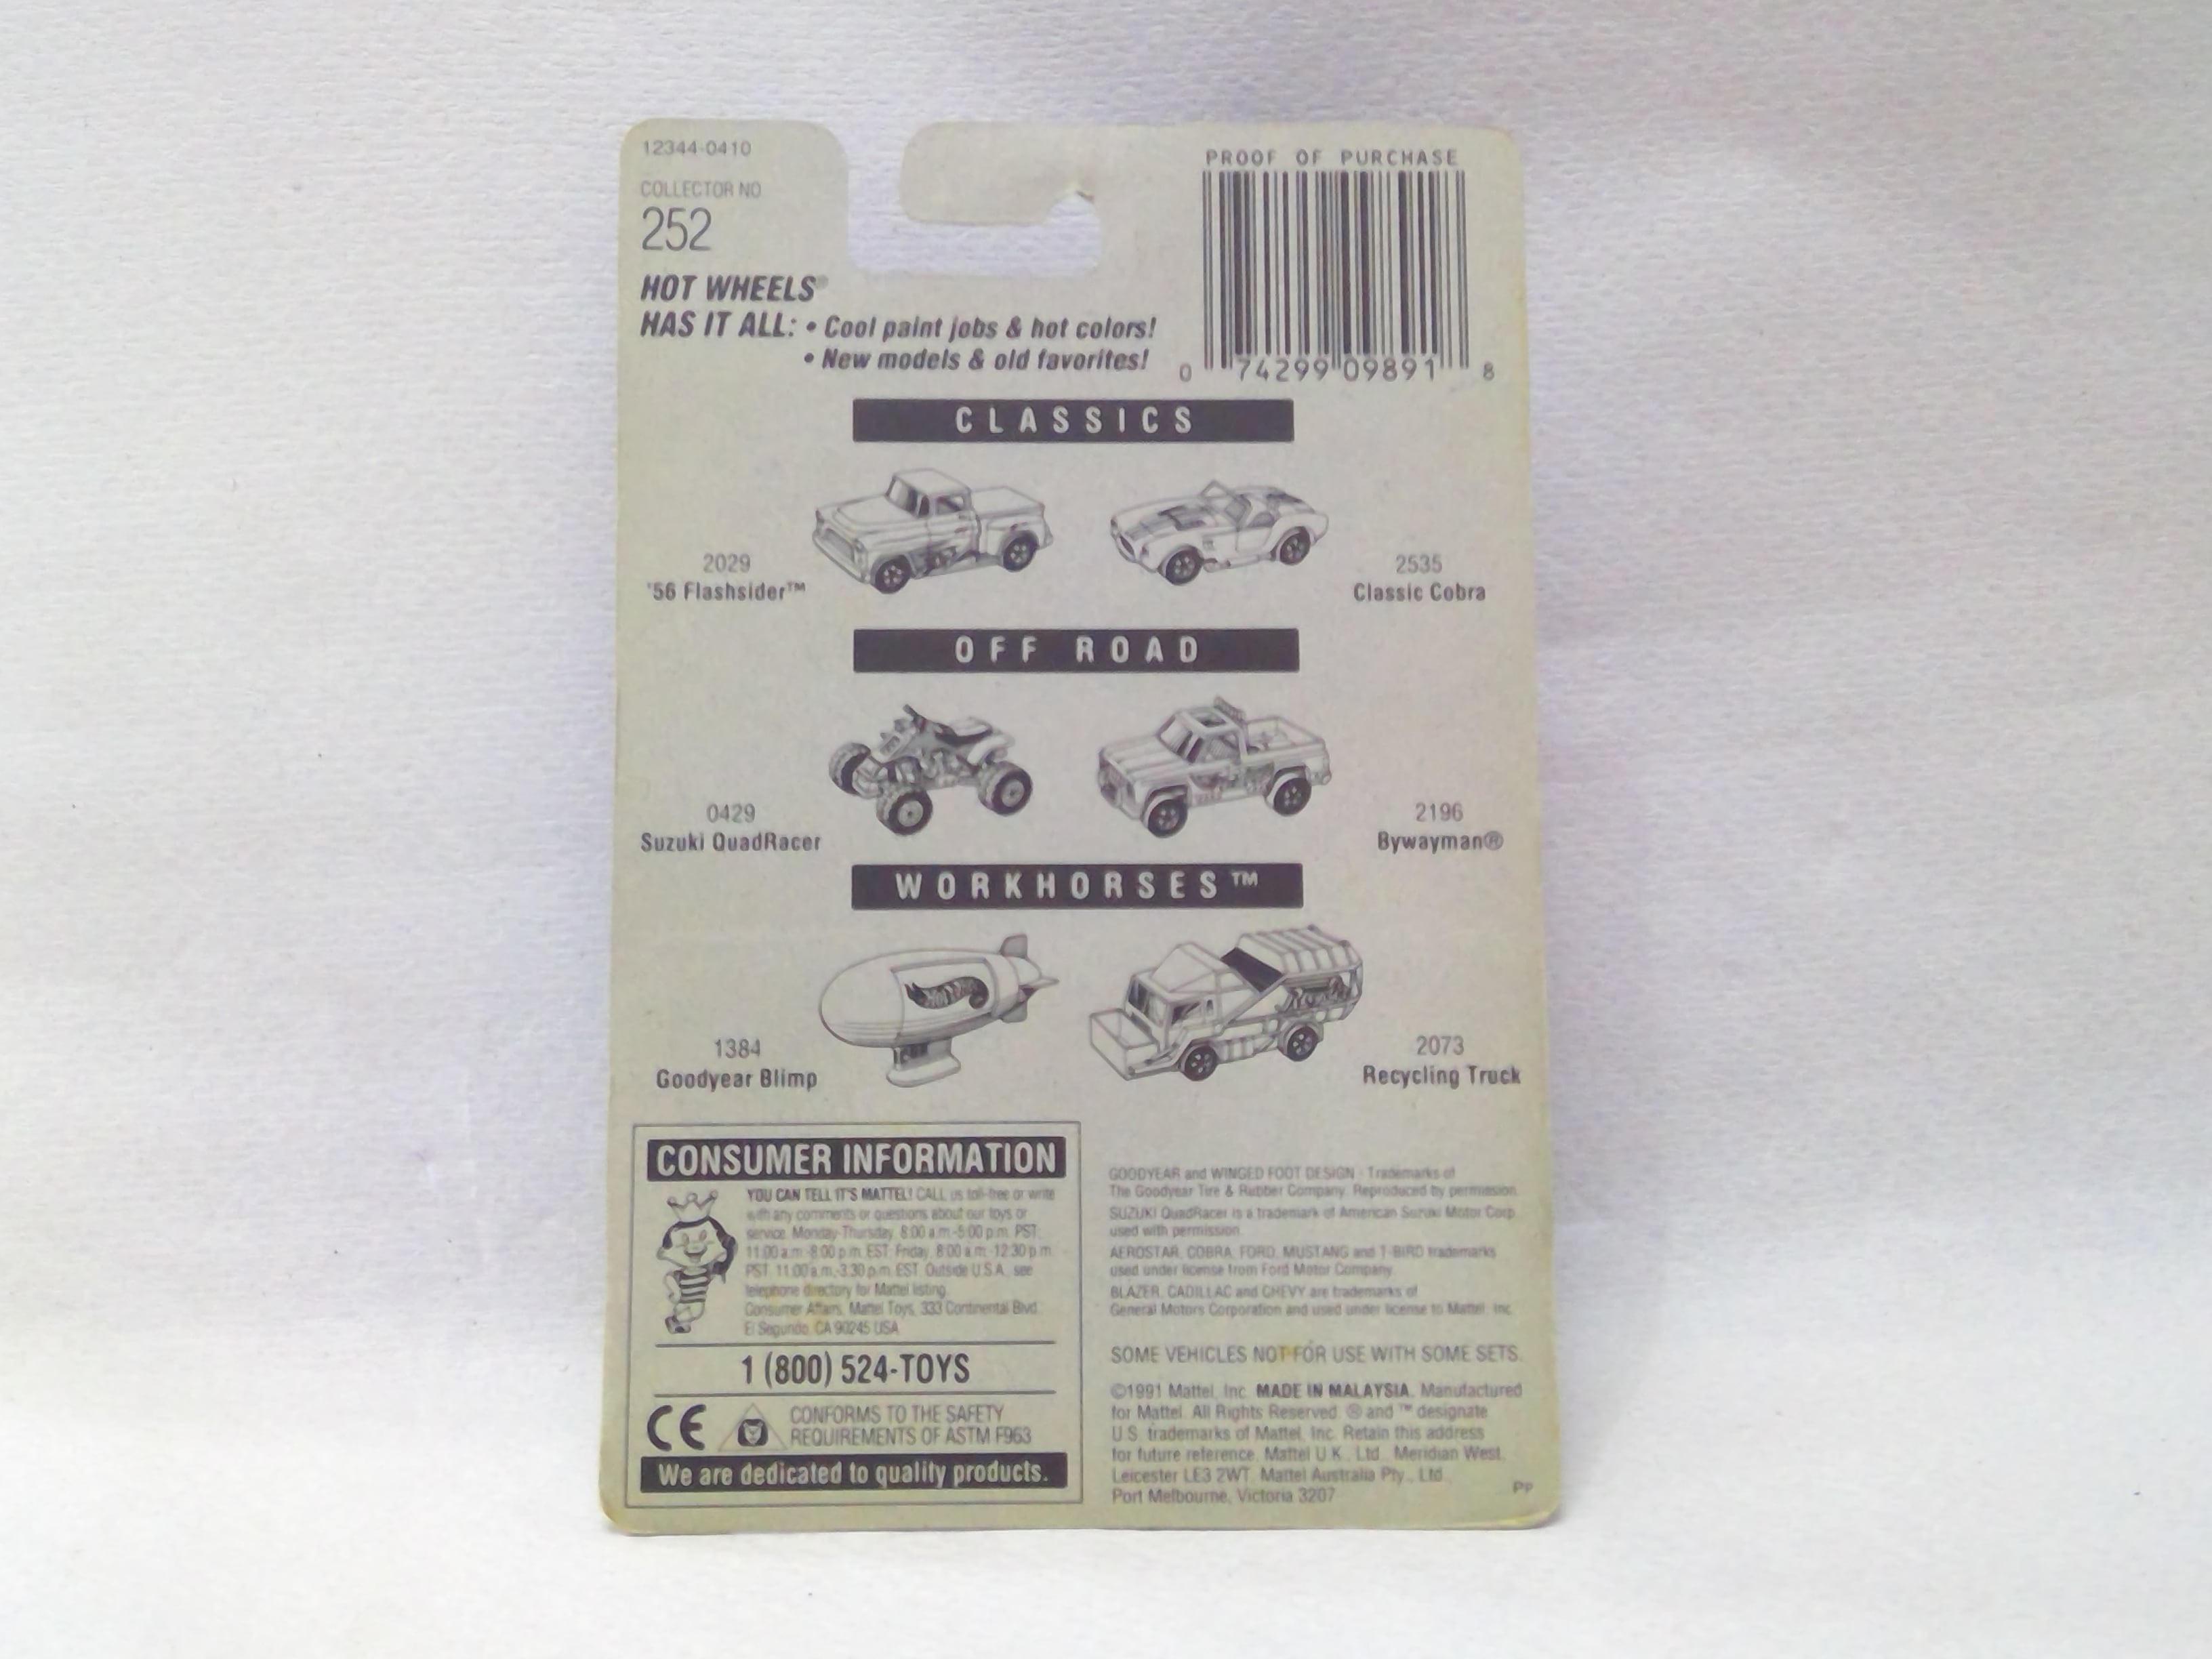 12344-0410
COLLECTOR NO
252
PROOF OF PURCHASE
0 74299 09891 8
HOT WHEELS®
HAS IT ALL: • Cool paint jobs & hot colors!
• New models & old favorites!
CLASSICS
2029
'56 Flashsider™
2535
Classic Cobra
OFF ROAD
0429
Suzuki QuadRacer
2196
Bywayman®
WORKHORSES™
HOT WHEELS
1384
Goodyear Blimp
2073
Recycling Truck
CONSUMER INFORMATION
YOU CAN TELL IT'S MATTEL! CALL us toll-free or write
with any comments or questions about our toys or
service. Monday-Thursday, 8:00 a.m.-5:00 p.m. PST;
11:00 a.m.-8:00 p.m. EST; Friday, 8:00 a.m.-12:30 p.m.
PST, 11:00 a.m.-3:30 p.m. EST. Outside U.S.A., see
telephone directory for Mattel listing.
Consumer Affairs, Mattel Toys, 333 Continental Blvd.
El Segundo, CA 90245 USA
1 (800) 524-TOYS
CE
CONFORMS TO THE SAFETY
REQUIREMENTS OF ASTM F963
We are dedicated to quality products.
GOODYEAR and WINGED FOOT DESIGN - Trademarks of
The Goodyear Tire & Rubber Company. Reproduced by permission.
SUZUKI QuadRacer is a trademark of American Suzuki Motor Corp.
used with permission.
AEROSTAR, COBRA, FORD, MUSTANG and T-BIRD trademarks
used under license from Ford Motor Company.
BLAZER, CADILLAC and CHEVY are trademarks of
General Motors Corporation and used under license to Mattel, Inc.
SOME VEHICLES NOT FOR USE WITH SOME SETS.
©1991 Mattel, Inc. MADE IN MALAYSIA. Manufactured
for Mattel. All Rights Reserved. ® and ™ designate
U.S. trademarks of Mattel, Inc. Retain this address
for future reference. Mattel U.K., Ltd., Meridian West,
Leicester LE3 2WT. Mattel Australia Pty., Ltd.,
Port Melbourne, Victoria 3207
PP